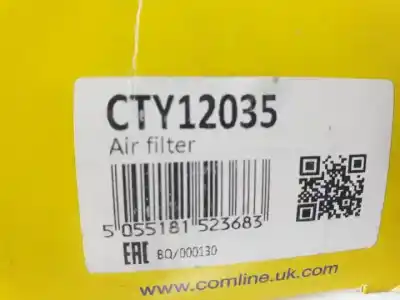 CTY12035
Air filter
5 055181 523683
EAC BQ/000130
www.comline.uk.com